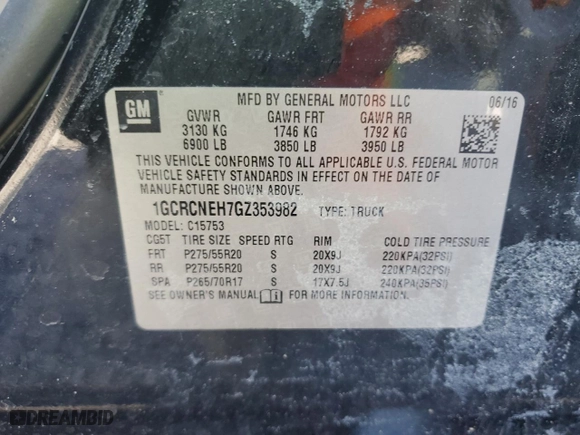 GM
MFD BY GENERAL MOTORS LLC 06/16
GVWR GAWR FRT GAWR RR
3130 KG 1746 KG 1792 KG
6900 LB 3850 LB 3950 LB
THIS VEHICLE CONFORMS TO ALL APPLICABLE U.S. FEDERAL MOTOR
VEHICLE SAFETY STANDARDS IN EFFECT ON THE DATE
OF MANUFACTURE SHOWN ABOVE.
1GCRCNEH7GZ353982 TYPE: TRUCK
MODEL: C15753
CG5T TIRE SIZE SPEED RTG RIM COLD TIRE PRESSURE
FRT P275/55R20 S 20X9J 220KPA(32PSI)
RR P275/55R20 S 20X9J 220KPA(32PSI)
SPA P265/70R17 S 17X7.5J 240KPA(35PSI)
SEE OWNER'S MANUAL FOR MORE INFORMATION.
DREAMBID